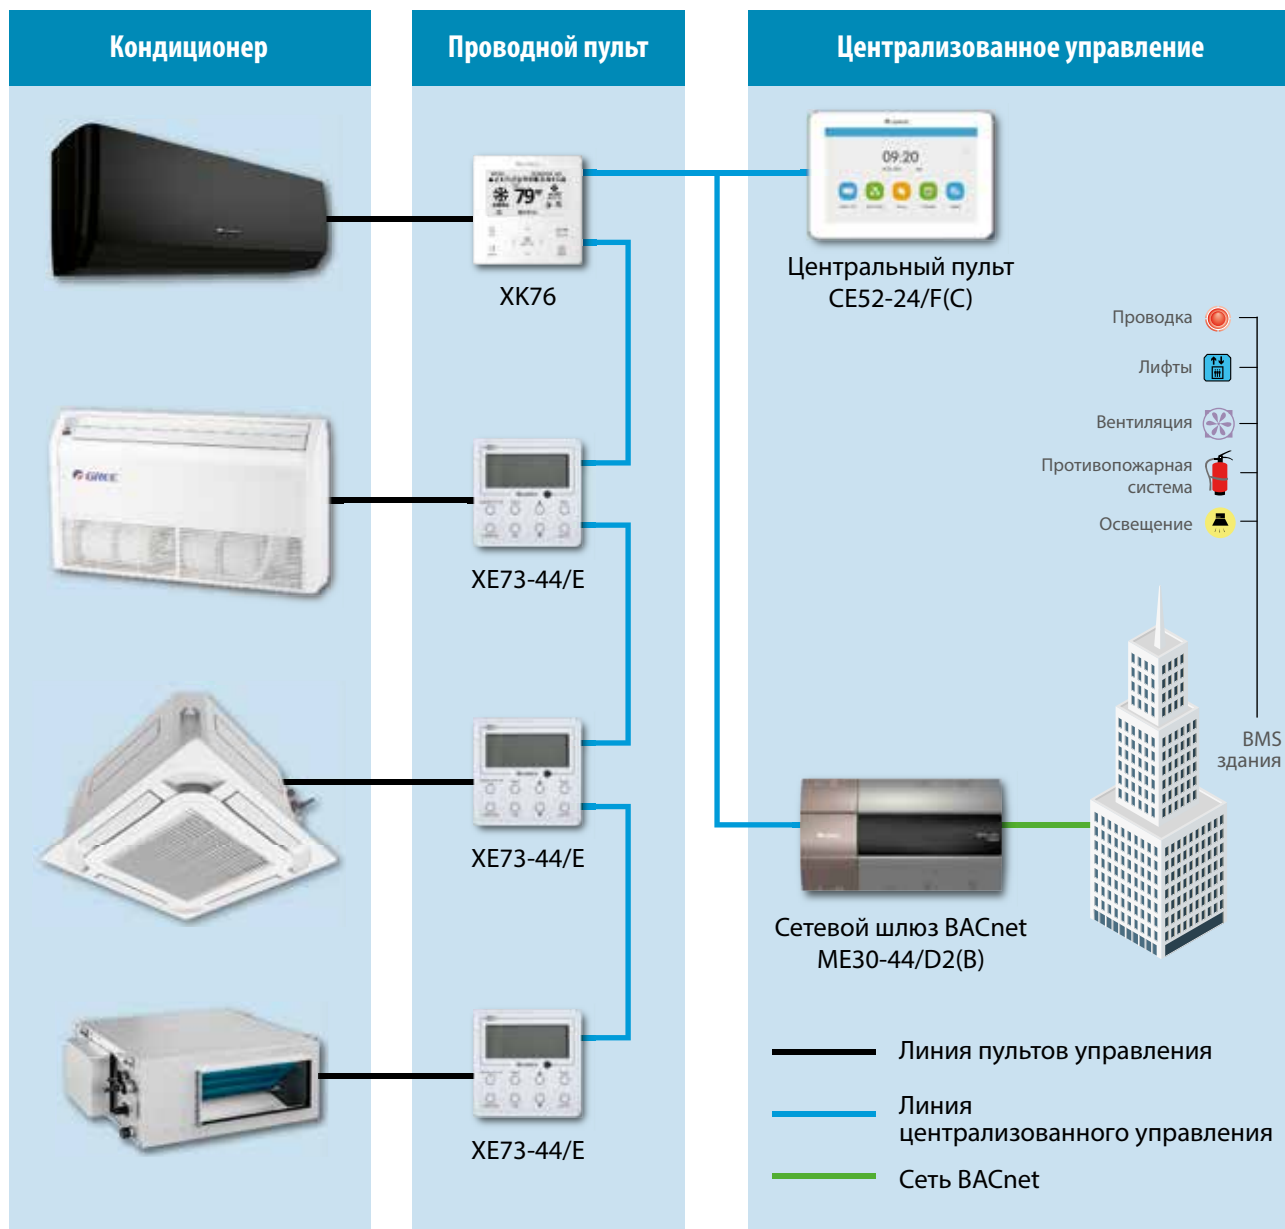 Кондиционер
Проводной пульт
Централизованное управление
09:20
79
XK76
Центральный пульт
CE52-24/F(C)
Проводка
Лифты
Вентиляция
Противопожарная
система
Освещение
GREE
XE73-44/E
BMS
здания
XE73-44/E
Сетевой шлюз BACnet
ME30-44/D2(B)
Линия пультов управления
Линия
централизованного управления
Сеть BACnet
XE73-44/E